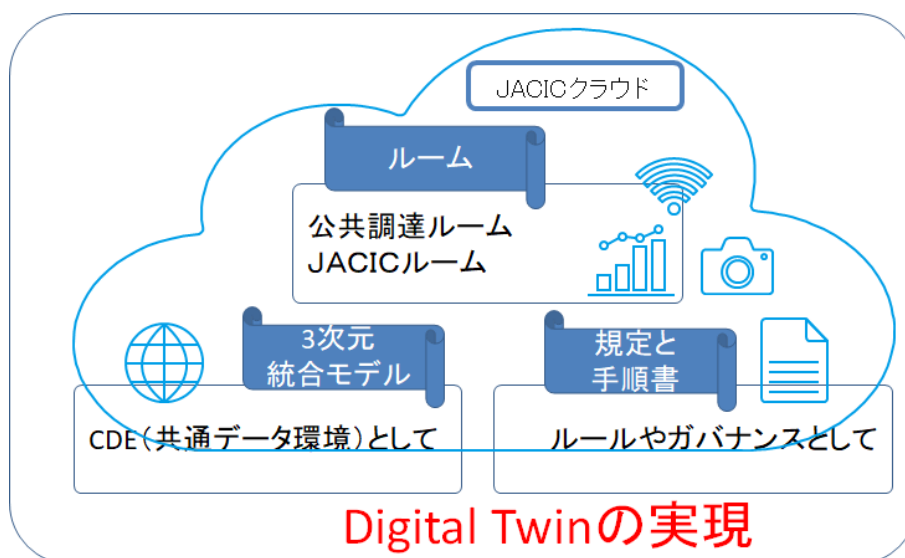 JACICクラウド
ルーム
公共調達ルーム
JACICルーム
3次元
統合モデル
CDE（共通データ環境）として
規定と
手順書
ルールやガバナンスとして
Digital Twinの実現